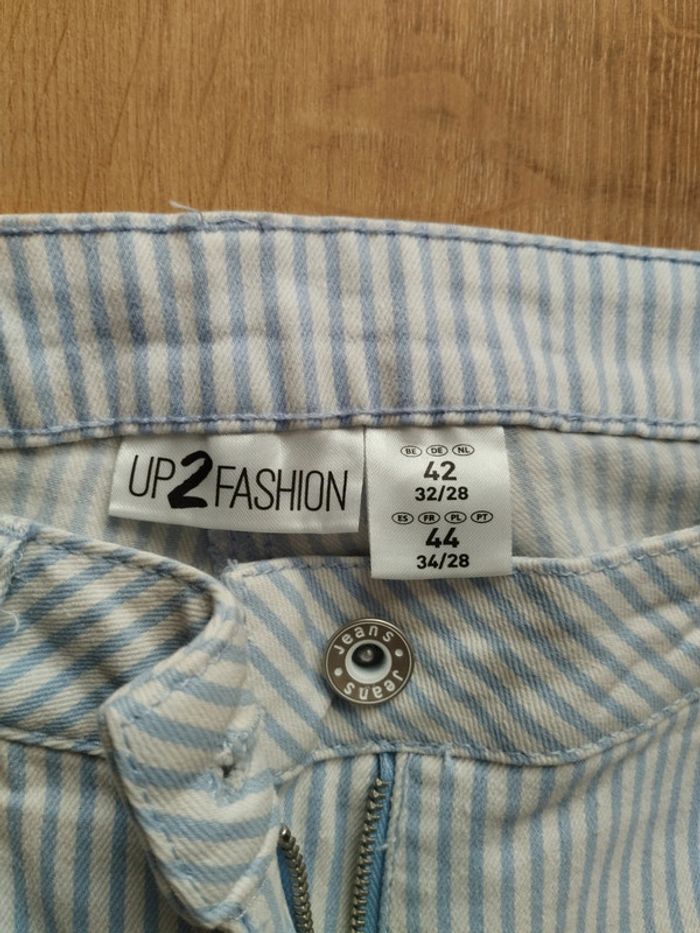 UP2FASHION
BE DE NL
42
32/28
ES FR PL PT
44
34/28
Jeans • Jeans •